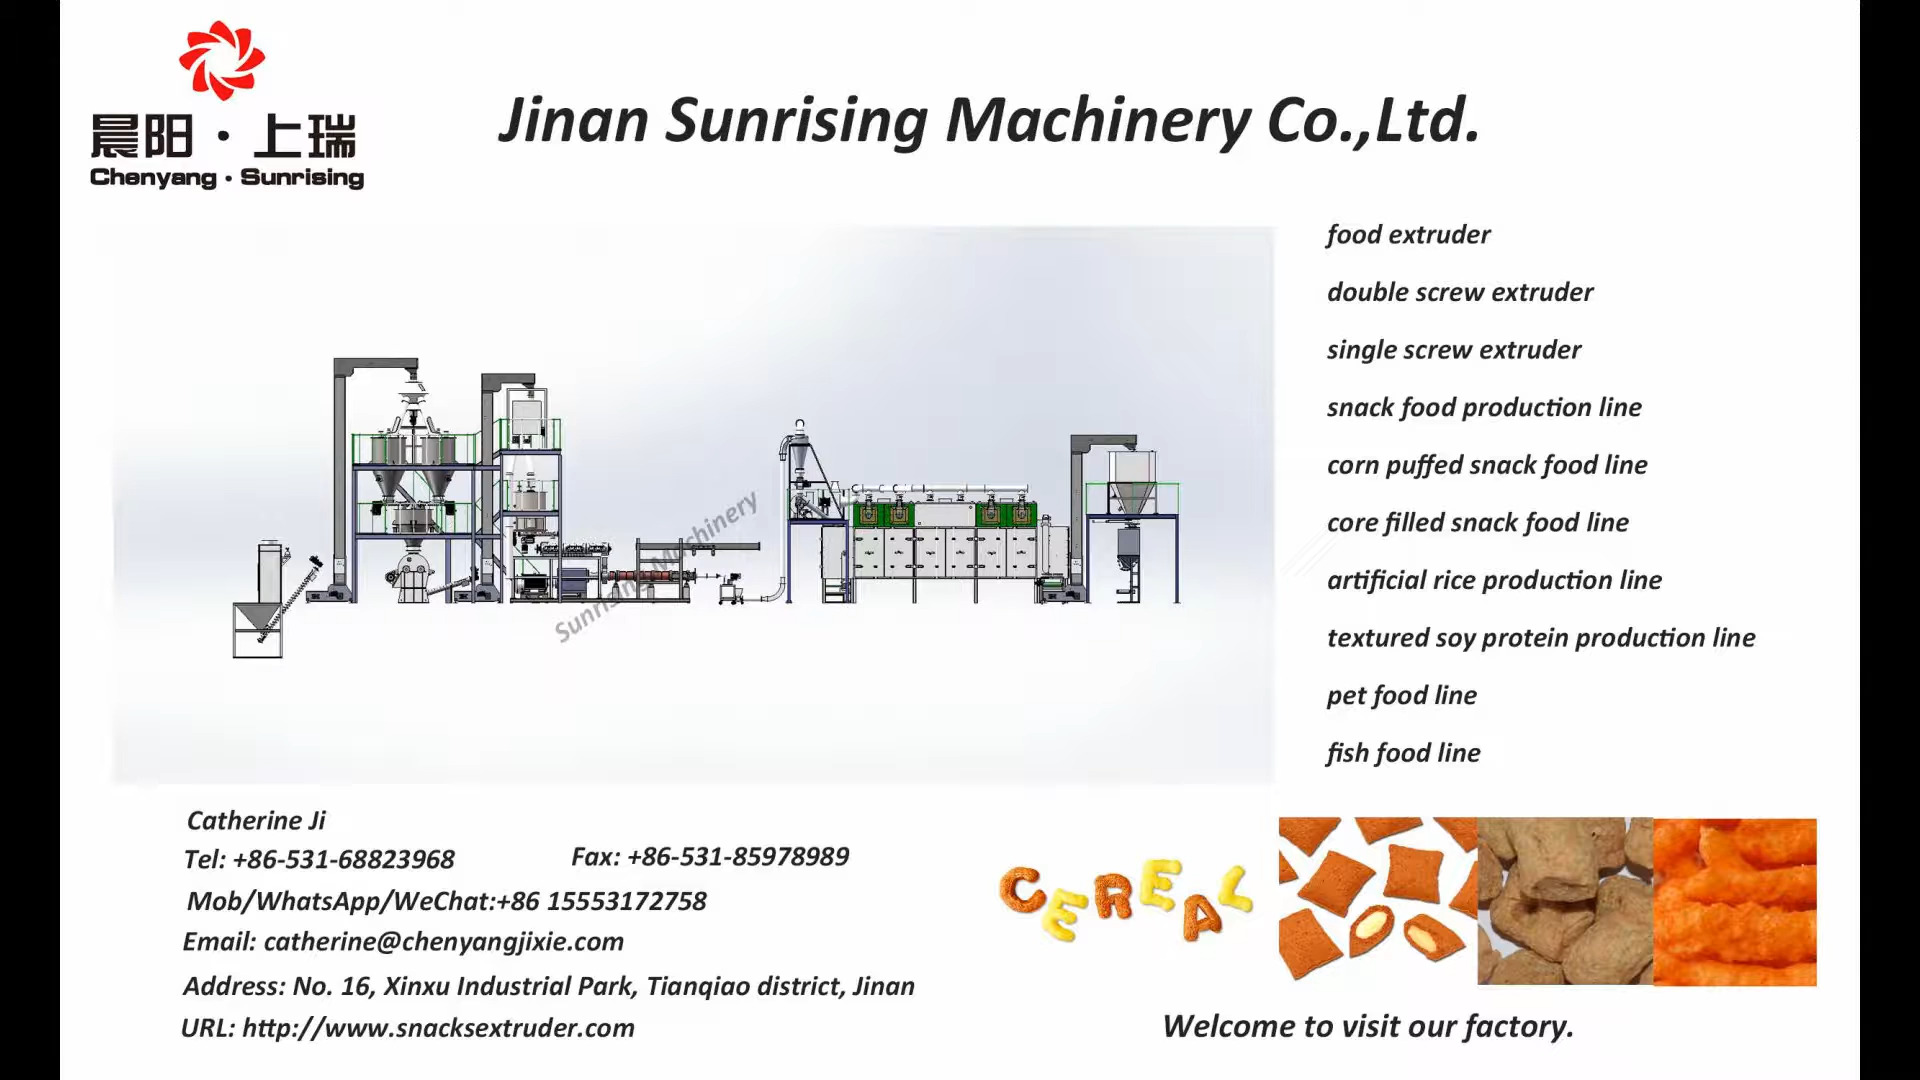 晨阳·上瑞
Chenyang·Sunrising
Jinan Sunrising Machinery Co.,Ltd.
food extruder
double screw extruder
single screw extruder
snack food production line
corn puffed snack food line
core filled snack food line
artificial rice production line
textured soy protein production line
pet food line
fish food line
Sunrising Machinery
Catherine Ji
Tel: +86-531-68823968 Fax: +86-531-85978989
Mob/WhatsApp/WeChat:+86 15553172758
Email: catherine@chenyangjixie.com
Address: No. 16, Xinxu Industrial Park, Tianqiao district, Jinan
URL: http://www.snacksextruder.com
CEREAL
Welcome to visit our factory.